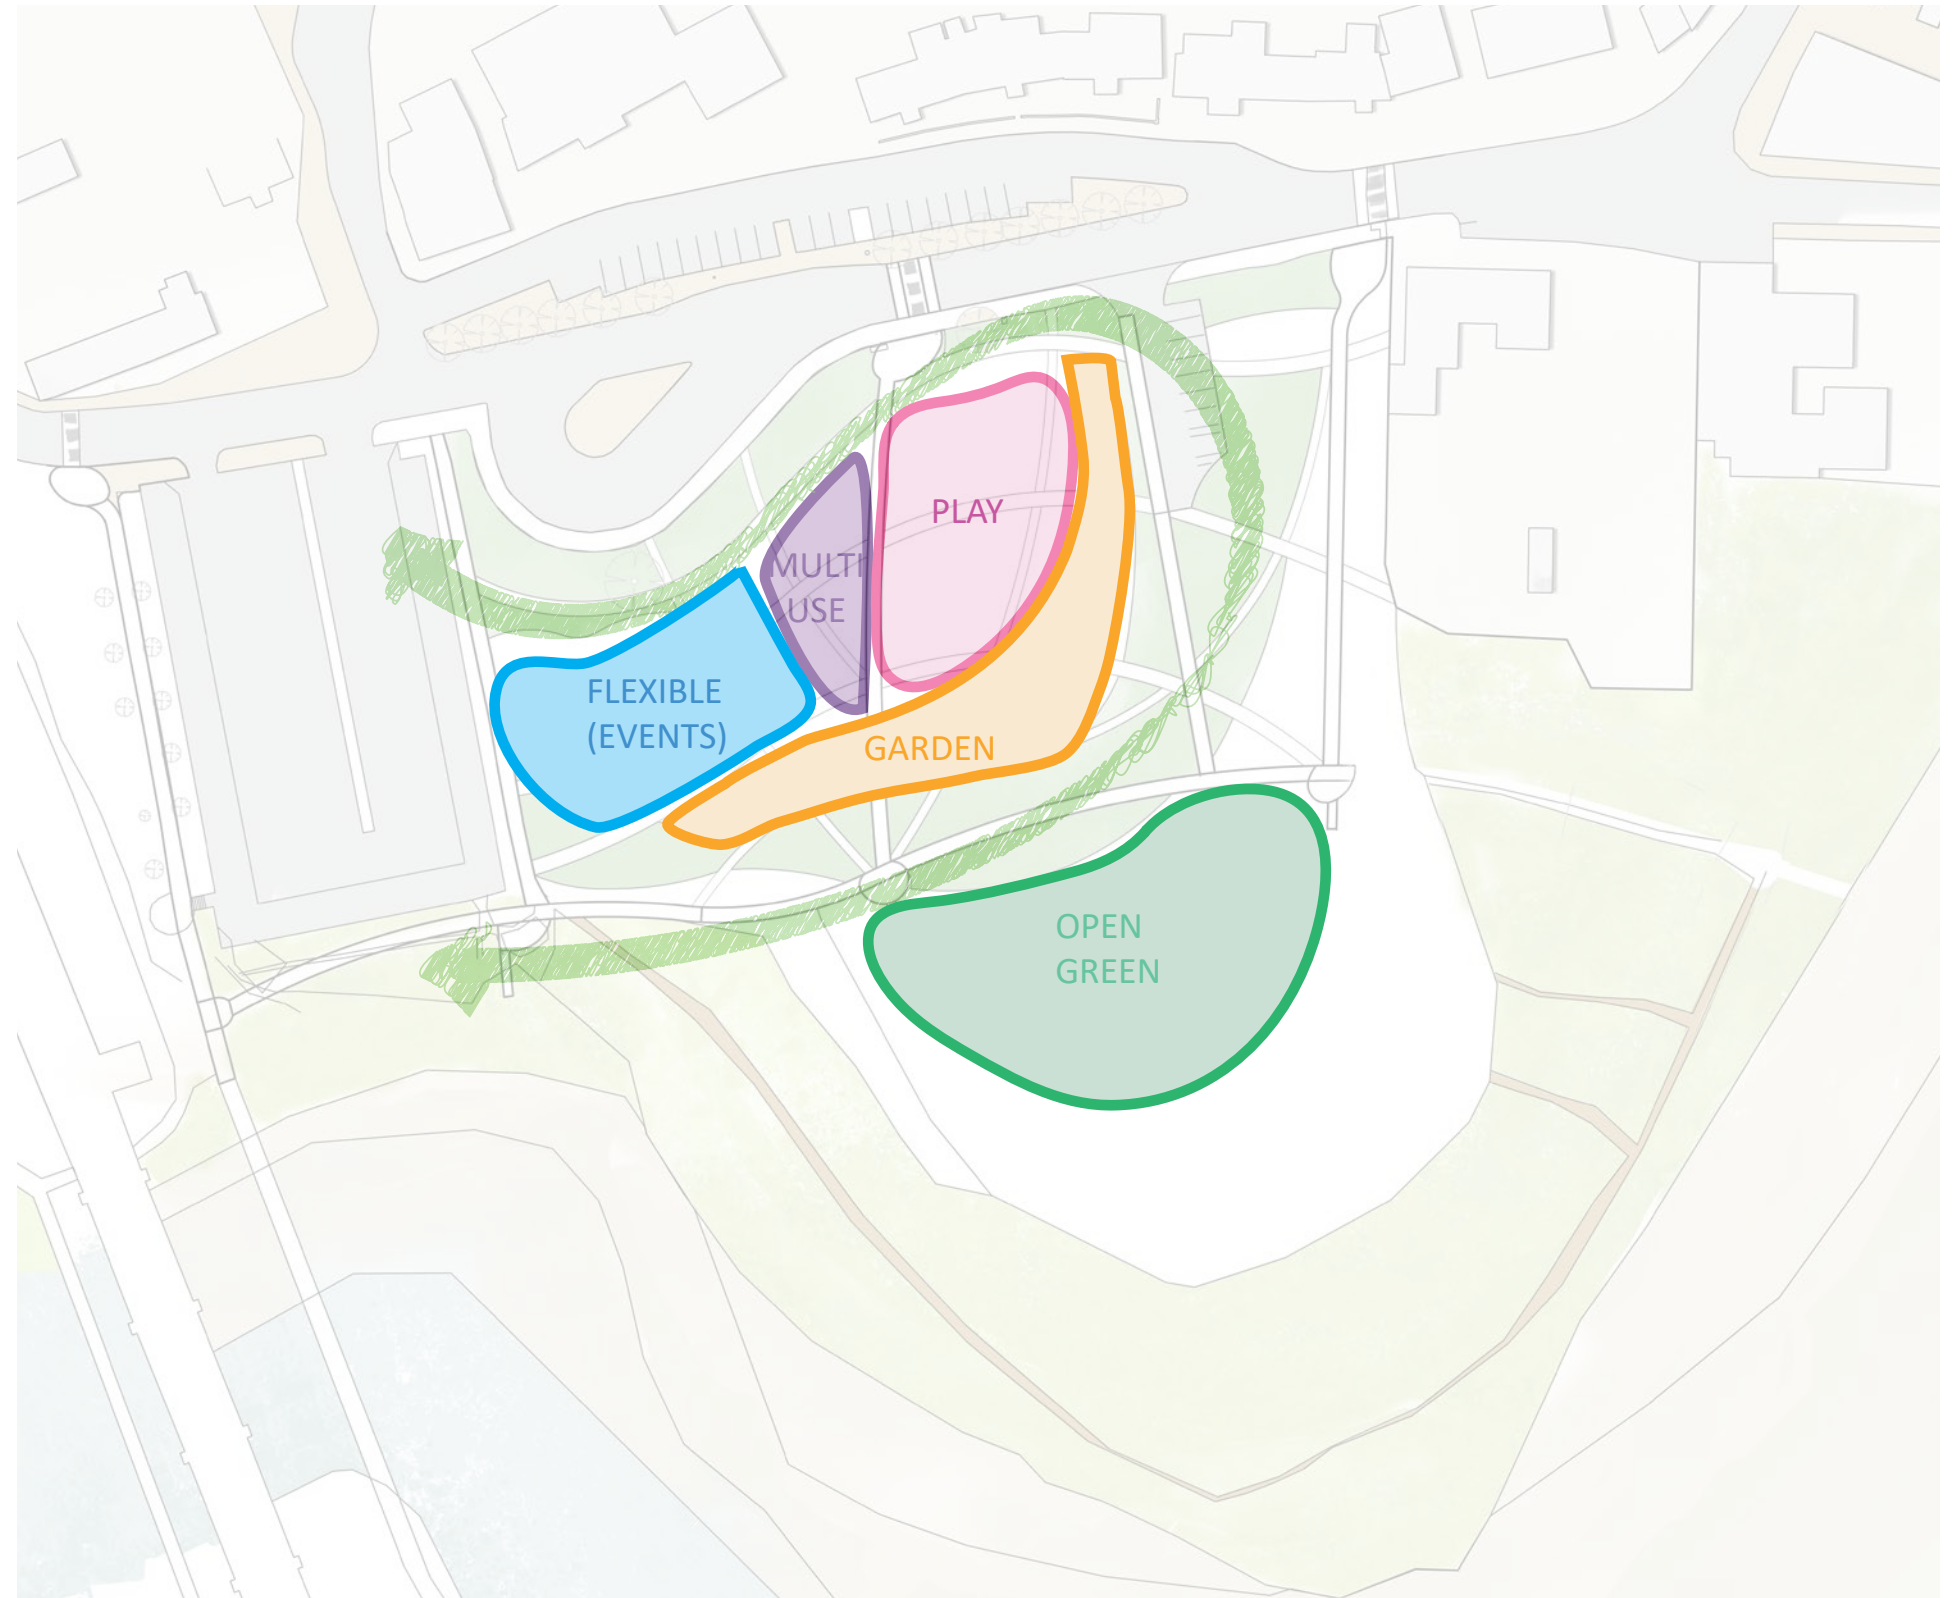 PLAY
MULTI
USE
FLEXIBLE
(EVENTS)
GARDEN
OPEN
GREEN